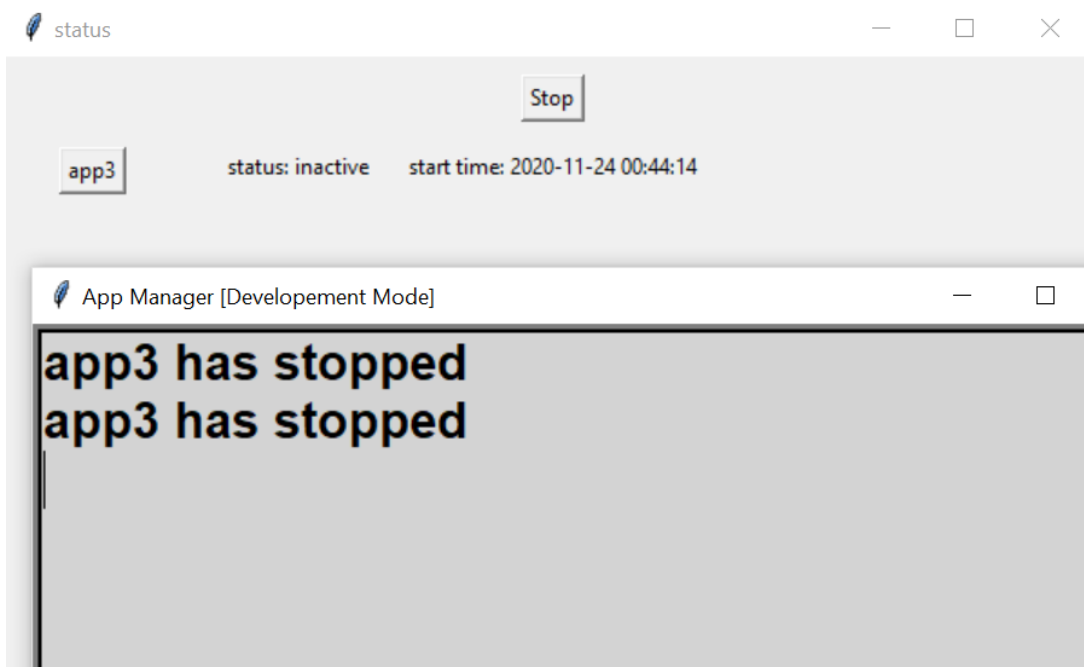 status
Stop
app3 status: inactive start time: 2020-11-24 00:44:14
App Manager [Developement Mode]
app3 has stopped
app3 has stopped